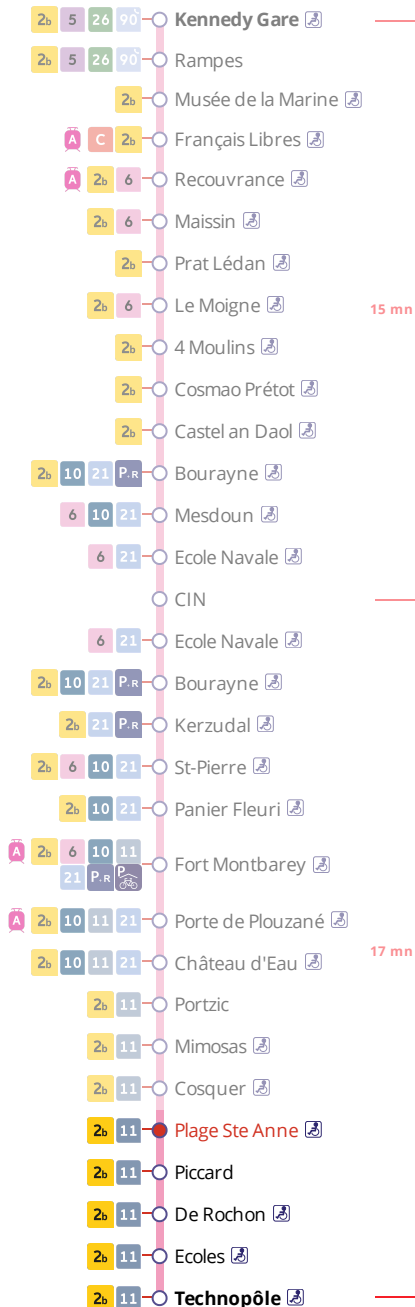 2b 5 26 90 Kennedy Gare
2b 5 26 90 Rampes
2b Musée de la Marine
A C 2b Français Libres
A 2b 6 Recouvrance
2b 6 Maissin
2b Prat Lédan
2b 6 Le Moigne 15 mn
2b 4 Moulins
2b Cosmao Prétot
2b Castel an Daol
2b 10 21 P+R Bourayne
6 10 21 Mesdoun
6 21 Ecole Navale
CIN
6 21 Ecole Navale
2b 10 21 P+R Bourayne
2b 21 P+R Kerzudal
2b 6 10 21 St-Pierre
2b 10 21 Panier Fleuri
A 2b 6 10 11
21 P+R P Fort Montbarey
A 2b 10 11 21 Porte de Plouzané
2b 10 11 21 Château d'Eau 17 mn
2b 11 Portzic
2b 11 Mimosas
2b 11 Cosquer
2b 11 Plage Ste Anne
2b 11 Piccard
2b 11 De Rochon
2b 11 Ecoles
2b 11 Technopôle